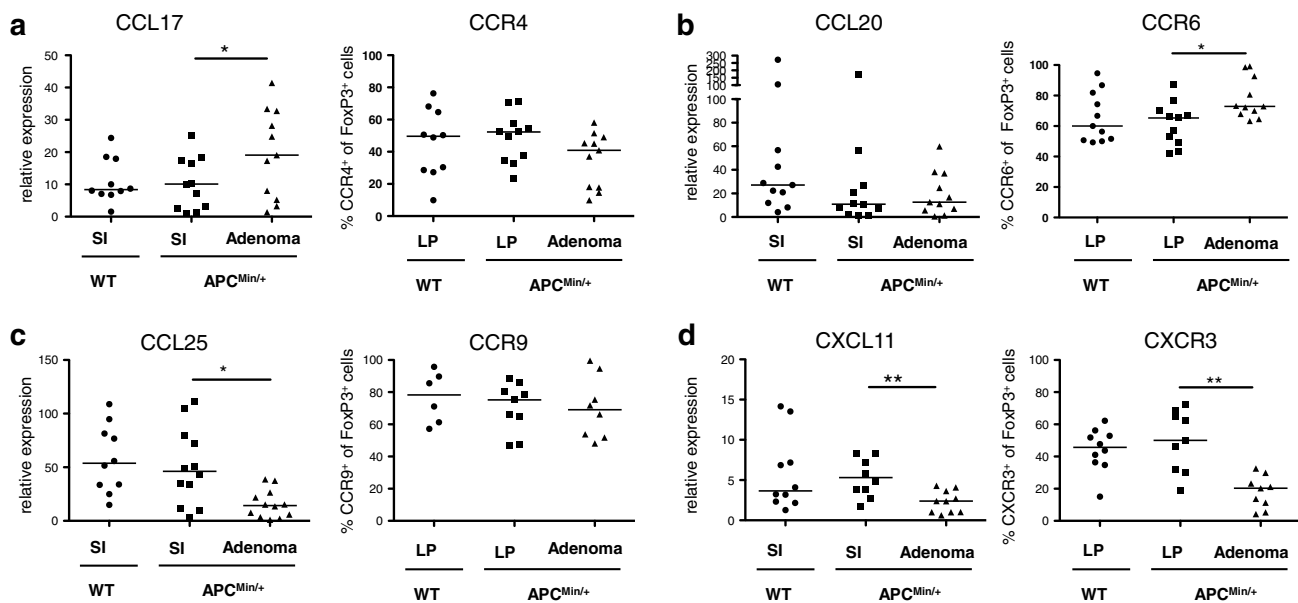 a
CCL17
relative expression
50
40
30
20
10
0
*
SI
SI
Adenoma
WT
APC^Min/+
CCR4
% CCR4+ of FoxP3+ cells
100
80
60
40
20
0
LP
LP
Adenoma
WT
APC^Min/+
b
CCL20
relative expression
300
250
200
150
100
100
80
60
40
20
0
SI
SI
Adenoma
WT
APC^Min/+
CCR6
% CCR6+ of FoxP3+ cells
100
80
60
40
20
0
*
LP
LP
Adenoma
WT
APC^Min/+
c
CCL25
relative expression
150
100
50
0
*
SI
SI
Adenoma
WT
APC^Min/+
CCR9
% CCR9+ of FoxP3+ cells
100
80
60
40
20
0
LP
LP
Adenoma
WT
APC^Min/+
d
CXCL11
relative expression
20
15
10
5
0
**
SI
SI
Adenoma
WT
APC^Min/+
CXCR3
% CXCR3+ of FoxP3+ cells
100
80
60
40
20
0
**
LP
LP
Adenoma
WT
APC^Min/+